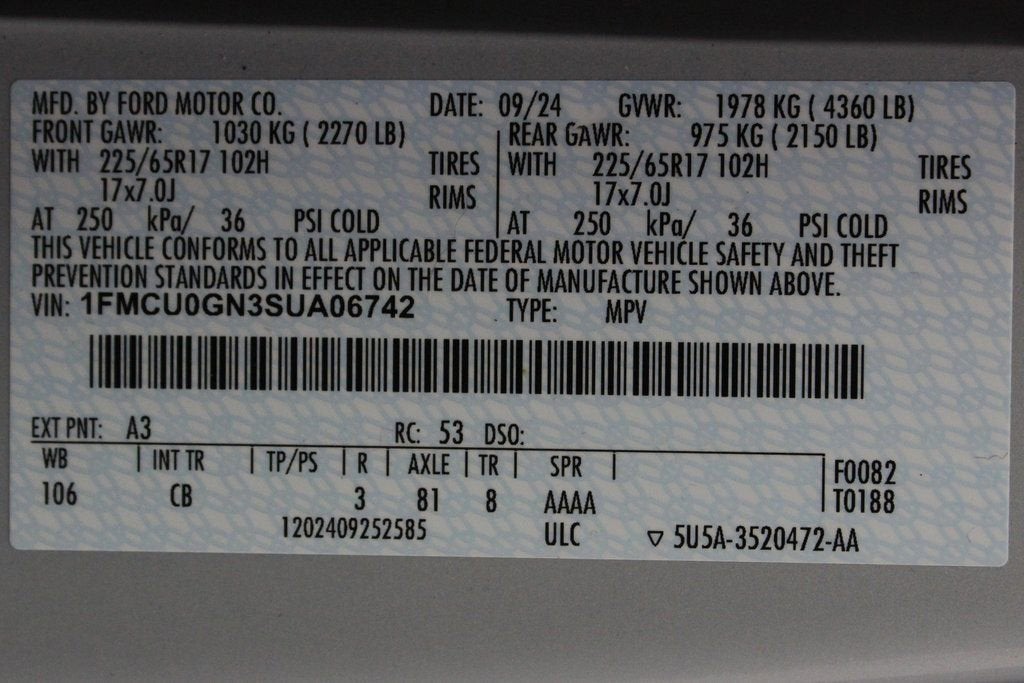 MFD. BY FORD MOTOR CO. DATE: 09/24 GVWR: 1978 KG ( 4360 LB)
FRONT GAWR: 1030 KG ( 2270 LB) REAR GAWR: 975 KG ( 2150 LB)
WITH 225/65R17 102H TIRES WITH 225/65R17 102H TIRES
17x7.0J RIMS 17x7.0J RIMS
AT 250 kPa/ 36 PSI COLD AT 250 kPa/ 36 PSI COLD
THIS VEHICLE CONFORMS TO ALL APPLICABLE FEDERAL MOTOR VEHICLE SAFETY AND THEFT
PREVENTION STANDARDS IN EFFECT ON THE DATE OF MANUFACTURE SHOWN ABOVE.
VIN: 1FMCU0GN3SUA06742 TYPE: MPV
EXT PNT: A3 RC: 53 DSO:
WB INT TR TP/PS R AXLE TR SPR F0082
106 CB 3 81 8 AAAA T0188
1202409252585 ULC ▽ 5U5A-3520472-AA